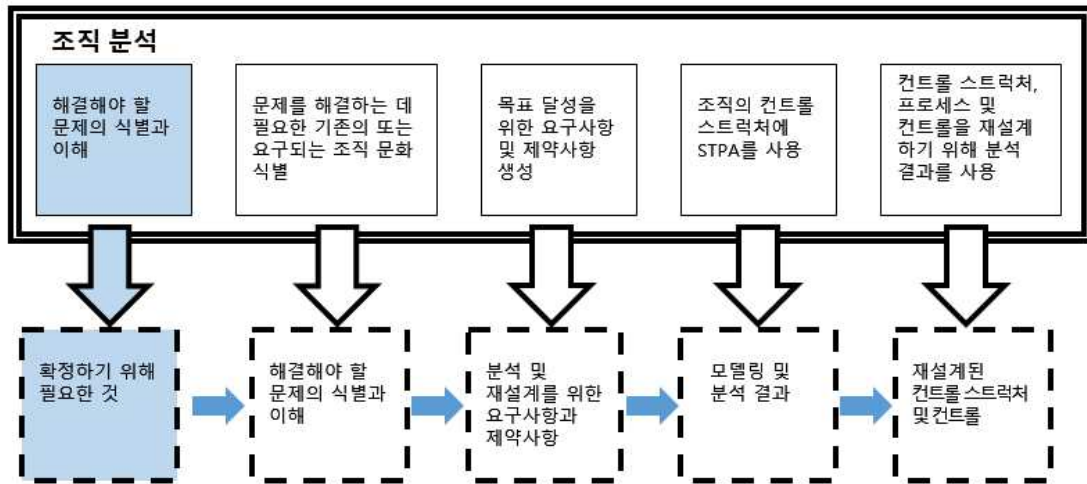 조직 분석
해결해야 할
문제의 식별과
이해
문제를 해결하는 데
필요한 기존의 또는
요구되는 조직 문화
식별
목표 달성을
위한 요구사항
및 제약사항
생성
조직의 컨트롤
스트럭처에
STPA를 사용
컨트롤 스트럭처,
프로세스 및
컨트롤을 재설계
하기 위해 분석
결과를 사용
확정하기 위해
필요한 것
해결해야 할
문제의 식별과
이해
분석 및
재설계를 위한
요구사항과
제약사항
모델링 및
분석 결과
재설계된
컨트롤 스트럭처
및 컨트롤